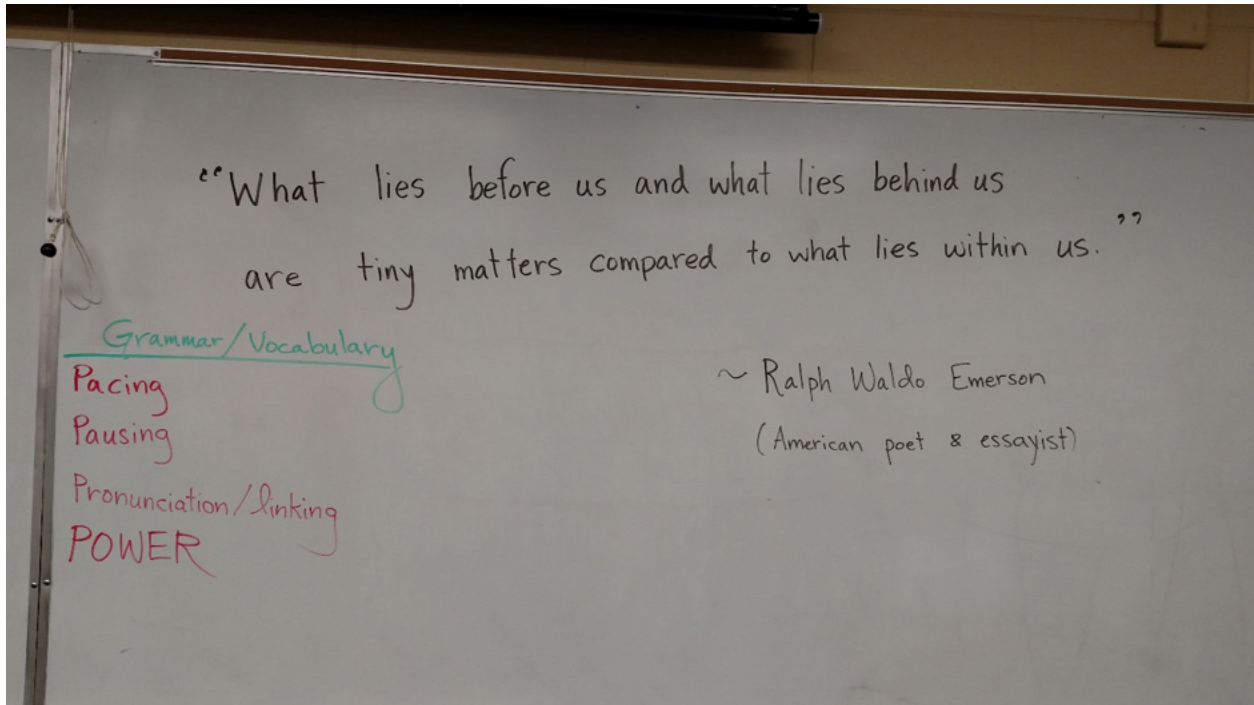 “What lies before us and what lies behind us
are tiny matters compared to what lies within us.”
Grammar/Vocabulary
Pacing
Pausing
Pronunciation/linking
POWER
~ Ralph Waldo Emerson
(American poet & essayist)